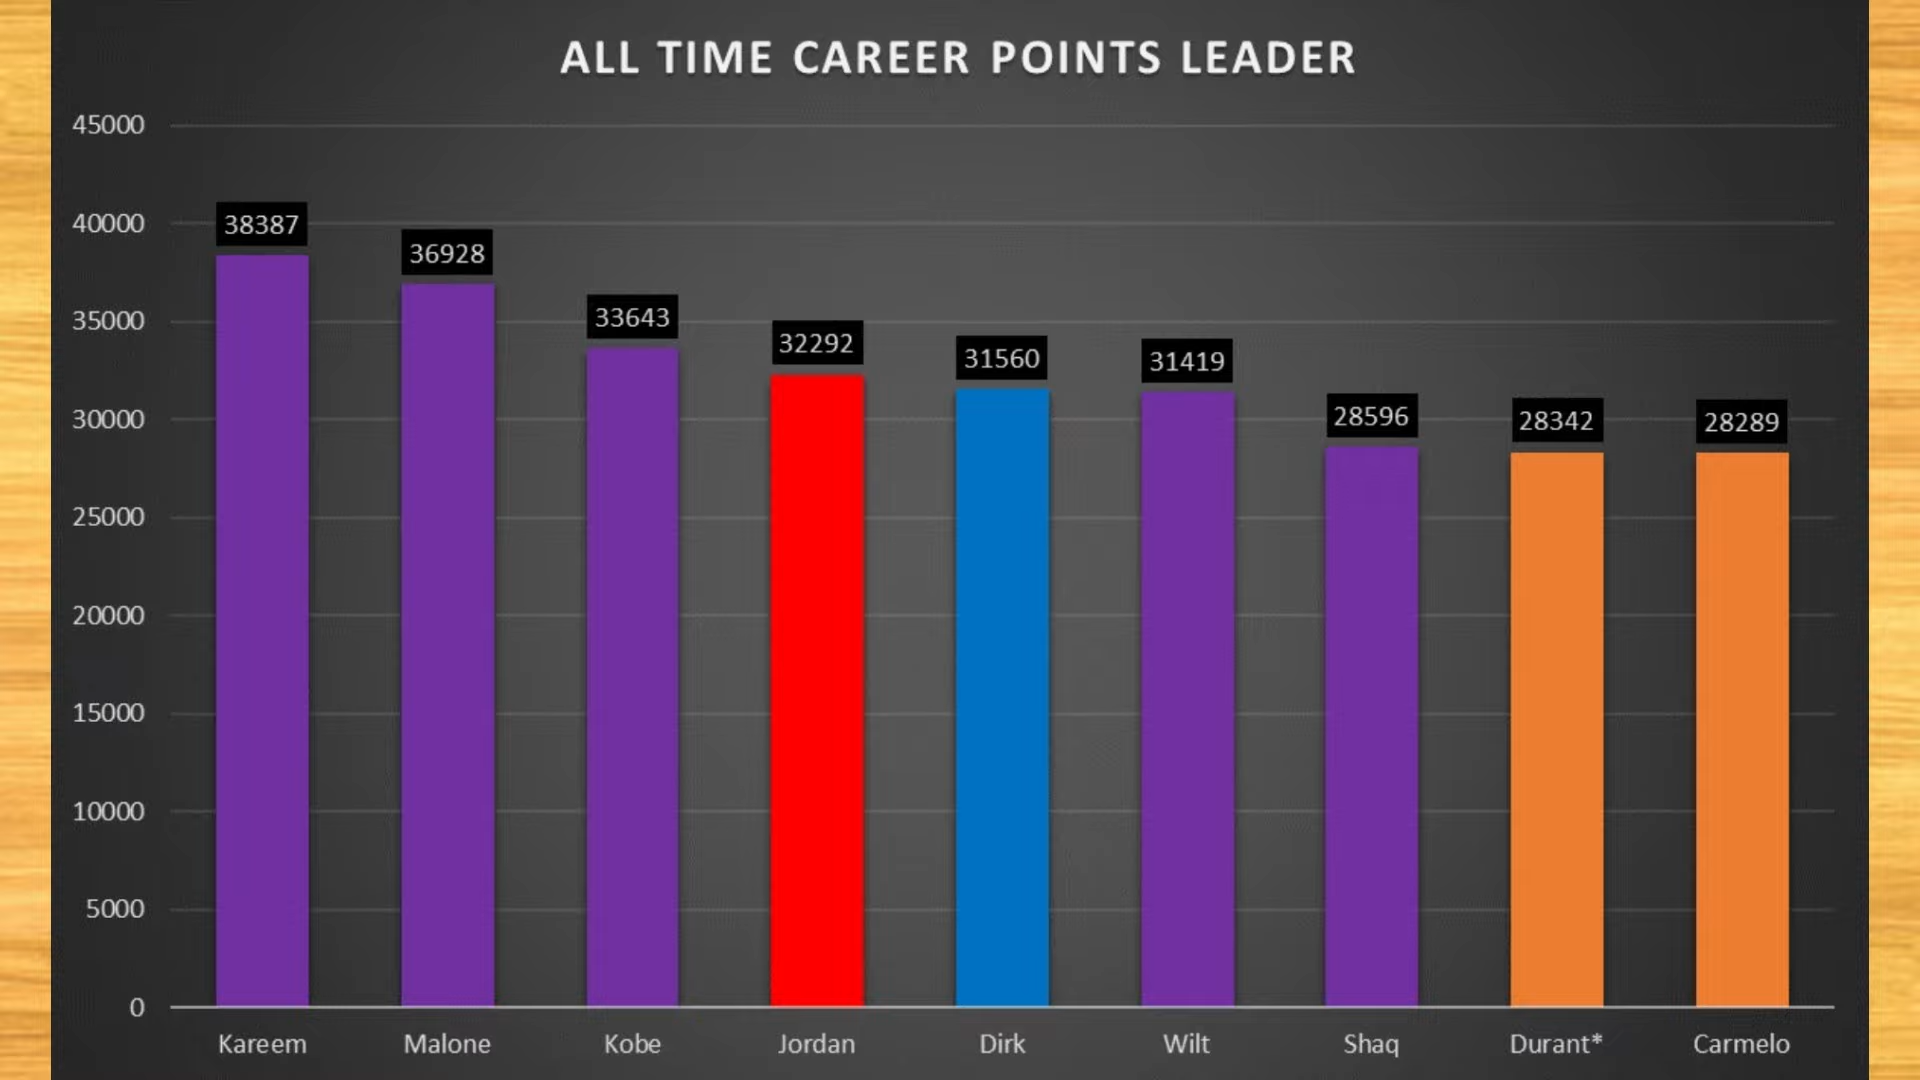 ALL TIME CAREER POINTS LEADER
45000
40000
35000
30000
25000
20000
15000
10000
5000
0
38387
36928
33643
32292
31560
31419
28596
28342
28289
Kareem
Malone
Kobe
Jordan
Dirk
Wilt
Shaq
Durant*
Carmelo